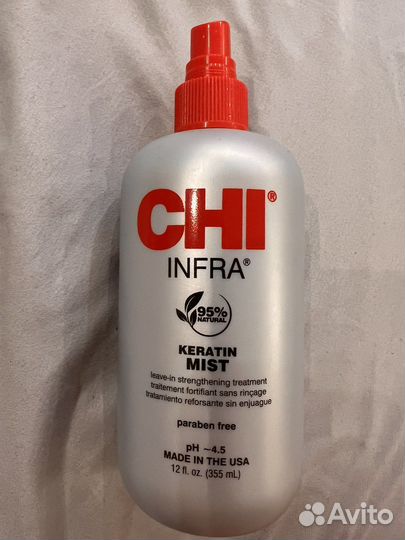 CHI®
INFRA®
95%
NATURAL
KERATIN
MIST
leave-in strengthening treatment
traitement fortifiant sans rinçage
tratamiento reforsante sin enjuague
paraben free
pH ~4.5
MADE IN THE USA
12 fl. oz. (355 mL)
Avito